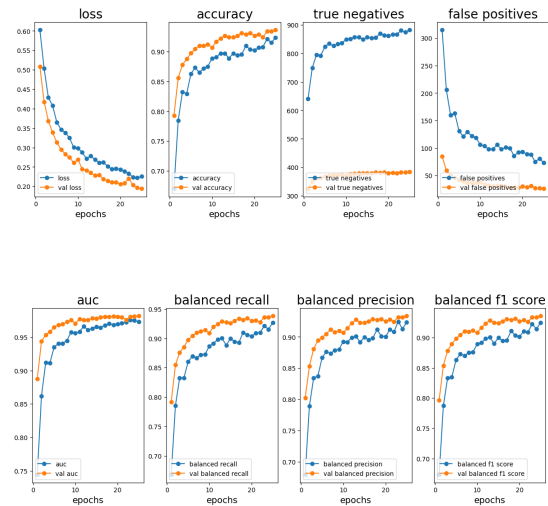 loss
0.60
0.55
0.50
0.45
0.40
0.35
0.30
0.25
0.20
loss
val loss
0 10 20
epochs
accuracy
0.90
0.85
0.80
0.75
0.70
accuracy
val accuracy
0 10 20
epochs
true negatives
900
800
700
600
500
400
300
true negatives
val true negatives
0 10 20
epochs
false positives
300
250
200
150
100
50
false positives
val false positives
0 10 20
epochs
auc
0.95
0.90
0.85
0.80
0.75
auc
val auc
0 10 20
epochs
balanced recall
0.95
0.90
0.85
0.80
0.75
0.70
balanced recall
val balanced recall
0 10 20
epochs
balanced precision
0.90
0.85
0.80
0.75
0.70
balanced precision
val balanced precision
0 10 20
epochs
balanced f1 score
0.90
0.85
0.80
0.75
0.70
balanced f1 score
val balanced f1 score
0 10 20
epochs